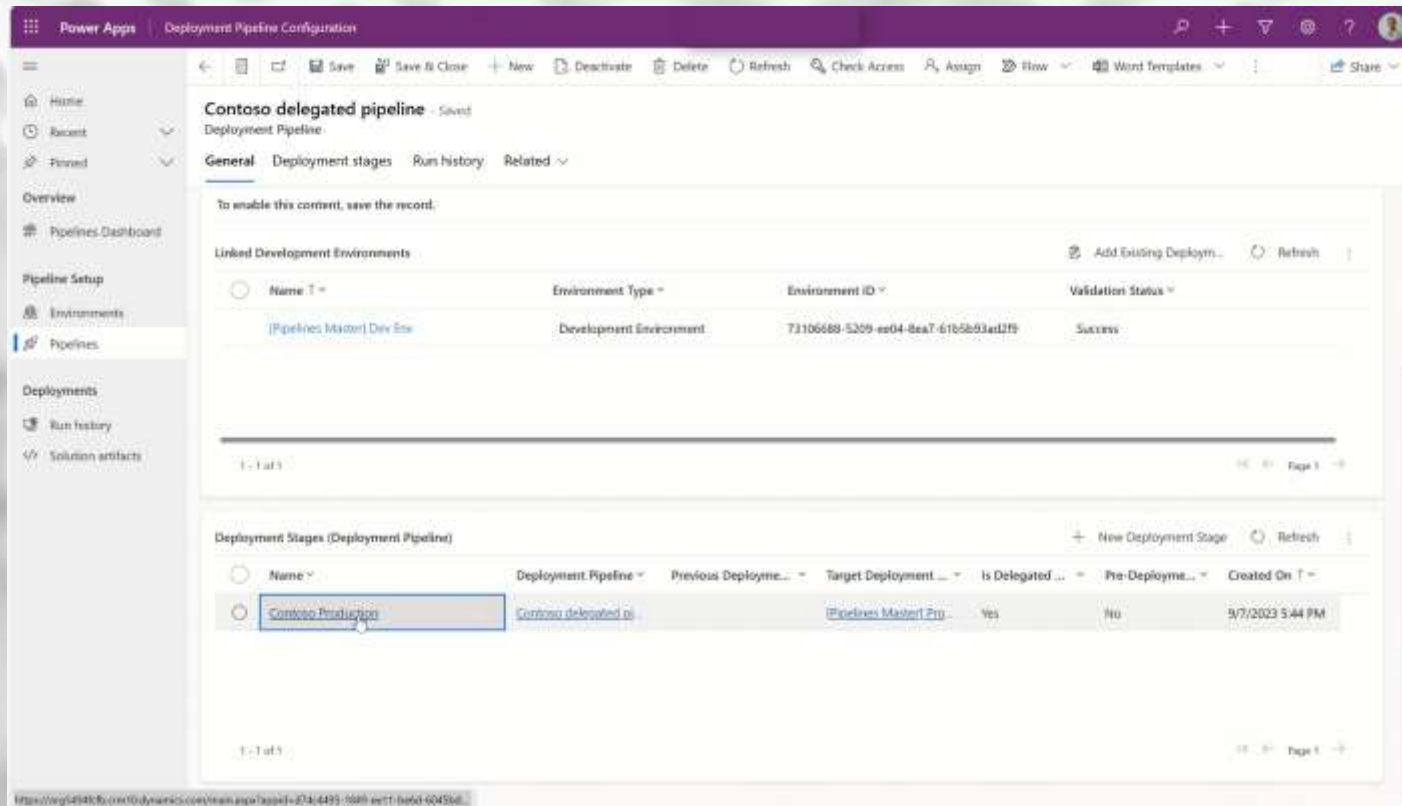 Power Apps Deployment Pipeline Configuration
Save Save & Close New Deactivate Delete Refresh Check Access Assign Flow Word Templates Share
Home
Recent
Pinned
Overview
Pipelines Dashboard
Pipeline Setup
Environments
Pipelines
Deployments
Run history
Solution artifacts
Contoso delegated pipeline - Saved
Deployment Pipeline
General Deployment stages Run history Related
To enable this content, save the record.
Linked Development Environments Add Existing Deploym... Refresh
Name Environment Type Environment ID Validation Status
[Pipelines Master] Dev Env Development Environment 73106688-5209-ee04-8ea7-61b5b93ad2f9 Success
1 - 1 of 1 Page 1
Deployment Stages (Deployment Pipeline) New Deployment Stage Refresh
Name Deployment Pipeline Previous Deployme... Target Deployment ... Is Delegated ... Pre-Deployme... Created On
Contoso Production Contoso delegated pi... [Pipelines Master] Pro... Yes No 9/7/2023 5:44 PM
1 - 1 of 1 Page 1